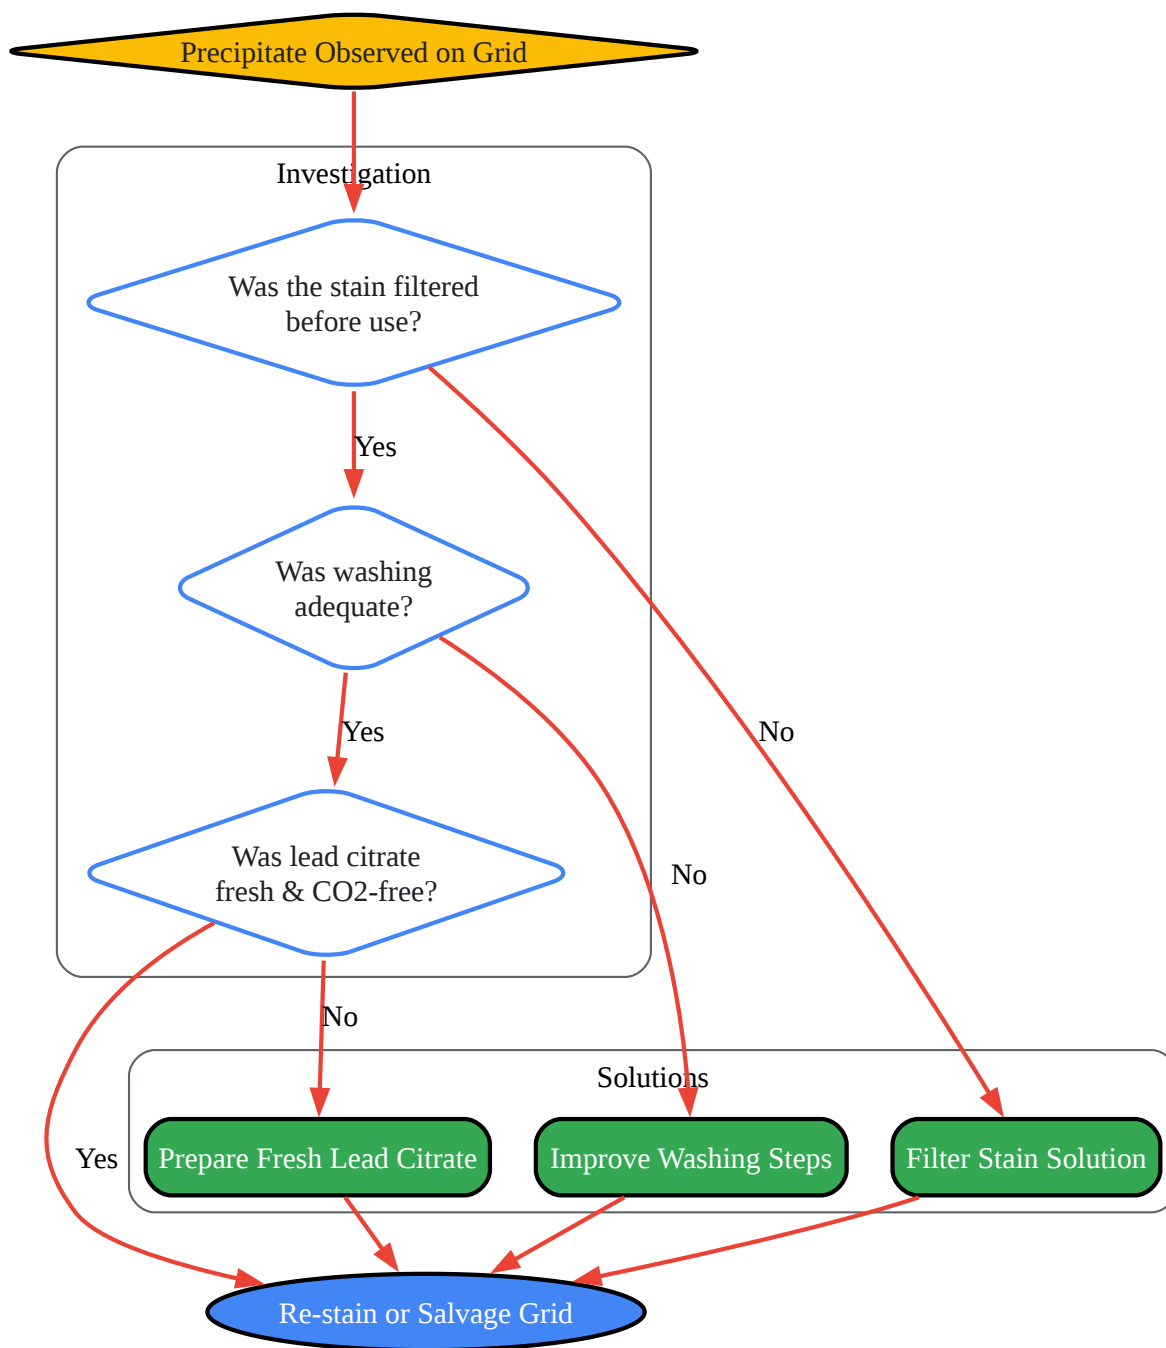 Precipitate Observed on Grid
Investigation
Was the stain filtered
before use?
Yes
Was washing
adequate?
Yes
No
Was lead citrate
fresh & CO2-free?
No
No
Solutions
Yes
Prepare Fresh Lead Citrate
Improve Washing Steps
Filter Stain Solution
Re-stain or Salvage Grid